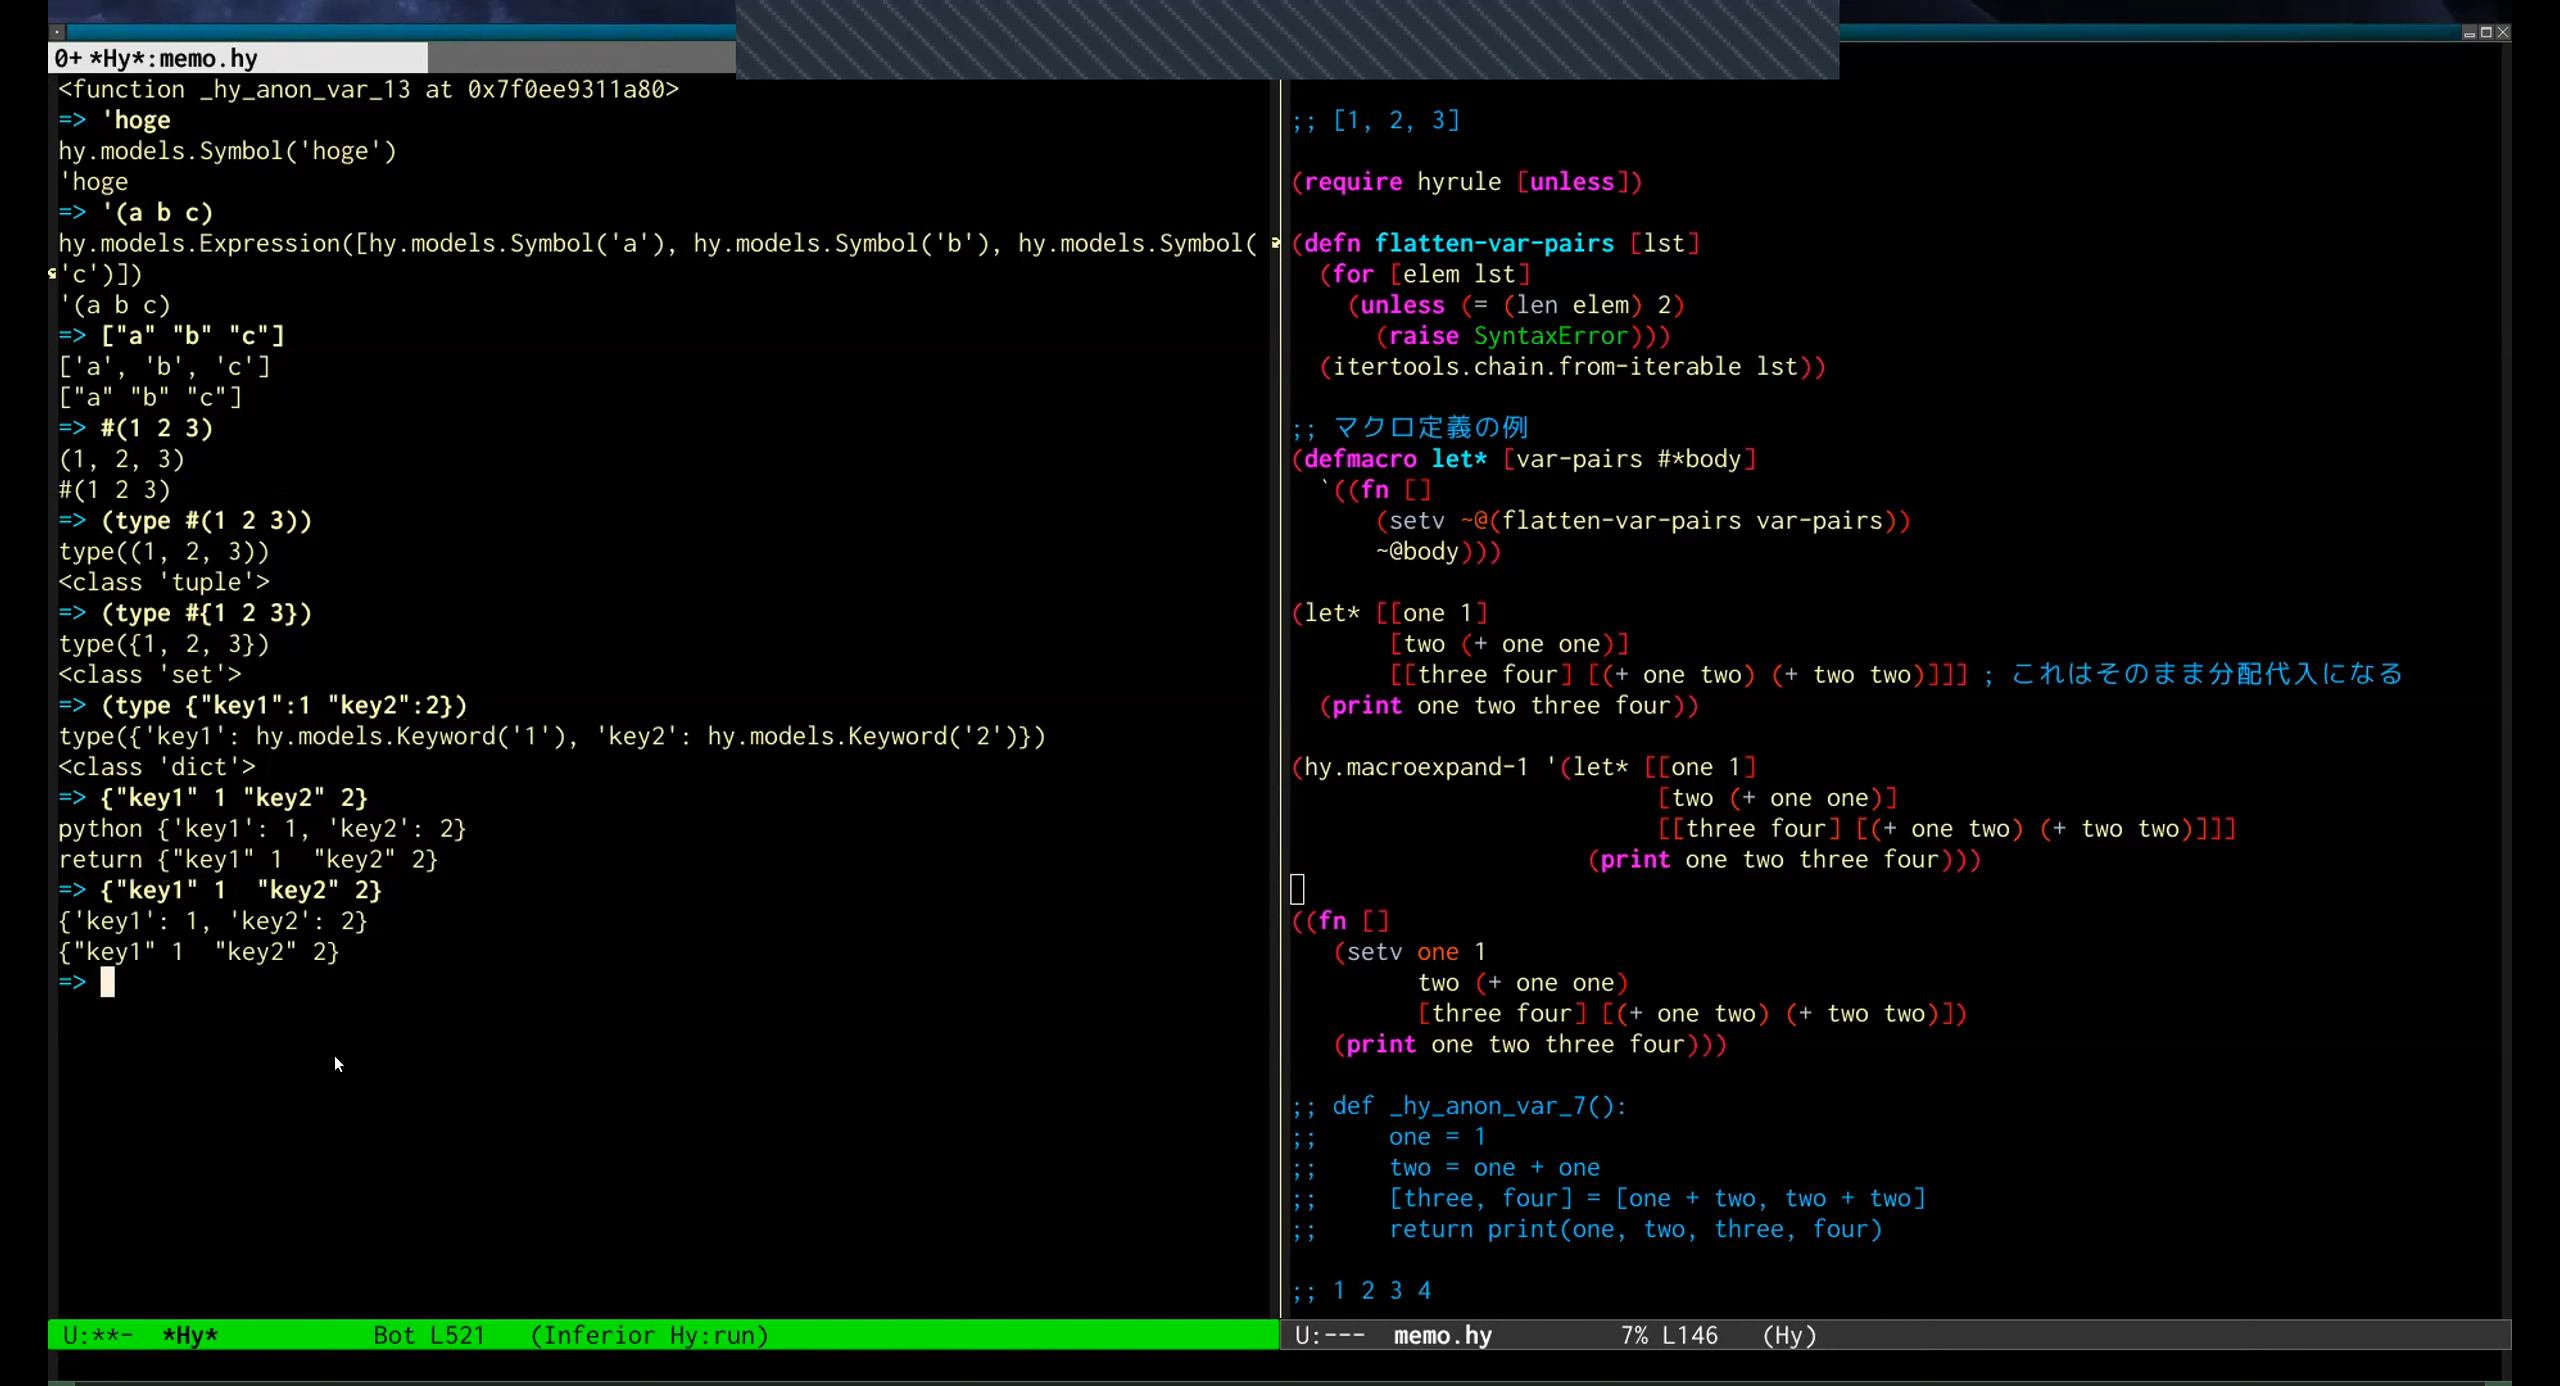 0+ *Hy*:memo.hy
<function _hy_anon_var_13 at 0x7f0ee9311a80>
=> 'hoge
hy.models.Symbol('hoge')
'hoge
=> '(a b c)
hy.models.Expression([hy.models.Symbol('a'), hy.models.Symbol('b'), hy.models.Symbol(
'c')])
'(a b c)
=> ["a" "b" "c"]
['a', 'b', 'c']
["a" "b" "c"]
=> #(1 2 3)
(1, 2, 3)
#(1 2 3)
=> (type #(1 2 3))
type((1, 2, 3))
<class 'tuple'>
=> (type #{1 2 3})
type({1, 2, 3})
<class 'set'>
=> (type {"key1":1 "key2":2})
type({'key1': hy.models.Keyword('1'), 'key2': hy.models.Keyword('2')})
<class 'dict'>
=> {"key1" 1 "key2" 2}
python {'key1': 1, 'key2': 2}
return {"key1" 1  "key2" 2}
=> {"key1" 1  "key2" 2}
{'key1': 1, 'key2': 2}
{"key1" 1  "key2" 2}
=>
U:**-  *Hy*           Bot L521   (Inferior Hy:run)
;; [1, 2, 3]
(require hyrule [unless])
(defn flatten-var-pairs [lst]
  (for [elem lst]
    (unless (= (len elem) 2)
      (raise SyntaxError)))
  (itertools.chain.from-iterable lst))
;; マクロ定義の例
(defmacro let* [var-pairs #*body]
  `((fn []
      (setv ~@(flatten-var-pairs var-pairs))
      ~@body)))
(let* [[one 1]
       [two (+ one one)]
       [[three four] [(+ one two) (+ two two)]]] ; これはそのまま分配代入になる
  (print one two three four))
(hy.macroexpand-1 '(let* [[one 1]
                          [two (+ one one)]
                          [[three four] [(+ one two) (+ two two)]]]
                     (print one two three four)))
((fn []
   (setv one 1
         two (+ one one)
         [three four] [(+ one two) (+ two two)])
   (print one two three four)))
;; def _hy_anon_var_7():
;;     one = 1
;;     two = one + one
;;     [three, four] = [one + two, two + two]
;;     return print(one, two, three, four)
;; 1 2 3 4
U:---  memo.hy         7% L146   (Hy)